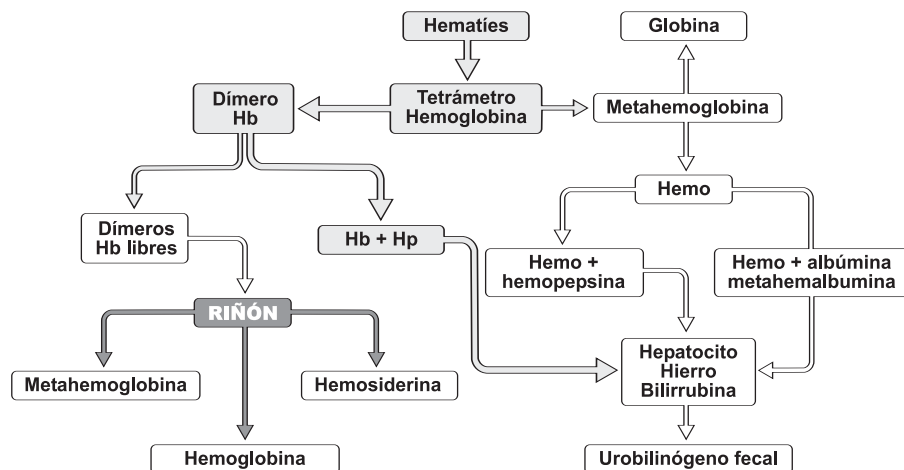 Hematíes
Globina
Dímero
Hb
Tetrámetro
Hemoglobina
Metahemoglobina
Hemo
Dímeros
Hb libres
Hb + Hp
Hemo +
hemopepsina
Hemo + albúmina
metahemalbumina
RIÑÓN
Metahemoglobina
Hemosiderina
Hepatocito
Hierro
Bilirrubina
Hemoglobina
Urobilinógeno fecal